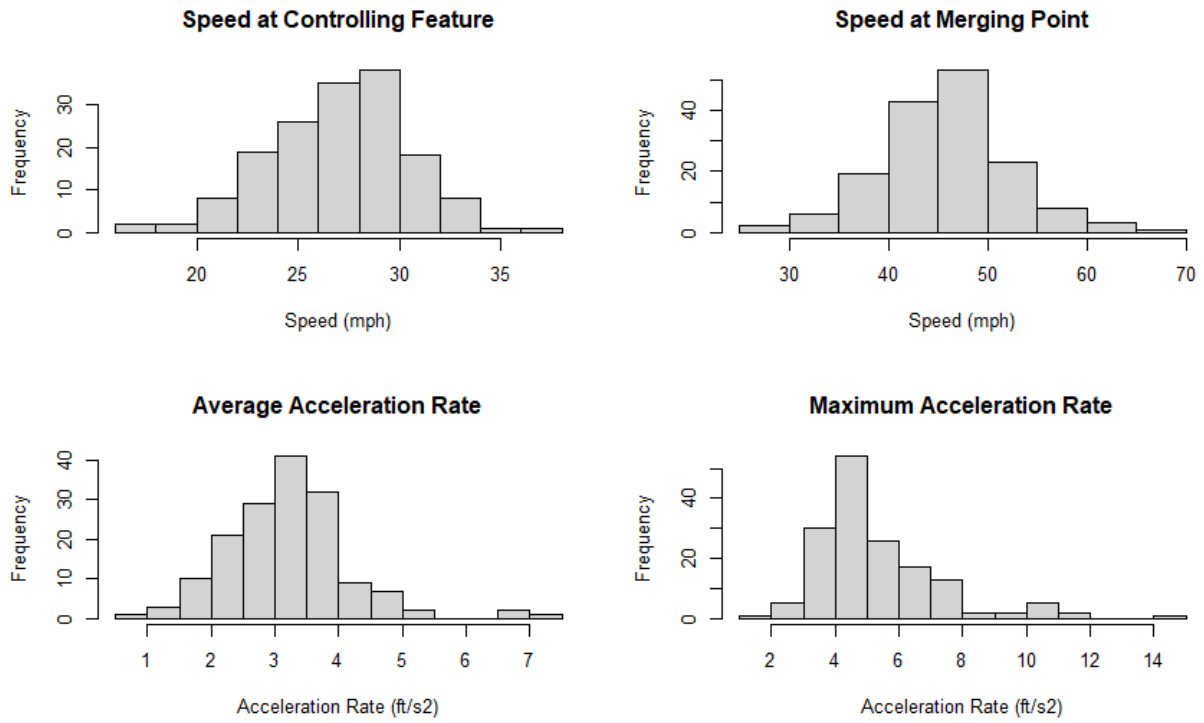 Speed at Controlling Feature
Frequency
0 10 20 30
20 25 30 35
Speed (mph)
Speed at Merging Point
Frequency
0 20 40
30 40 50 60 70
Speed (mph)
Average Acceleration Rate
Frequency
0 10 20 30 40
1 2 3 4 5 6 7
Acceleration Rate (ft/s2)
Maximum Acceleration Rate
Frequency
0 20 40
2 4 6 8 10 12 14
Acceleration Rate (ft/s2)